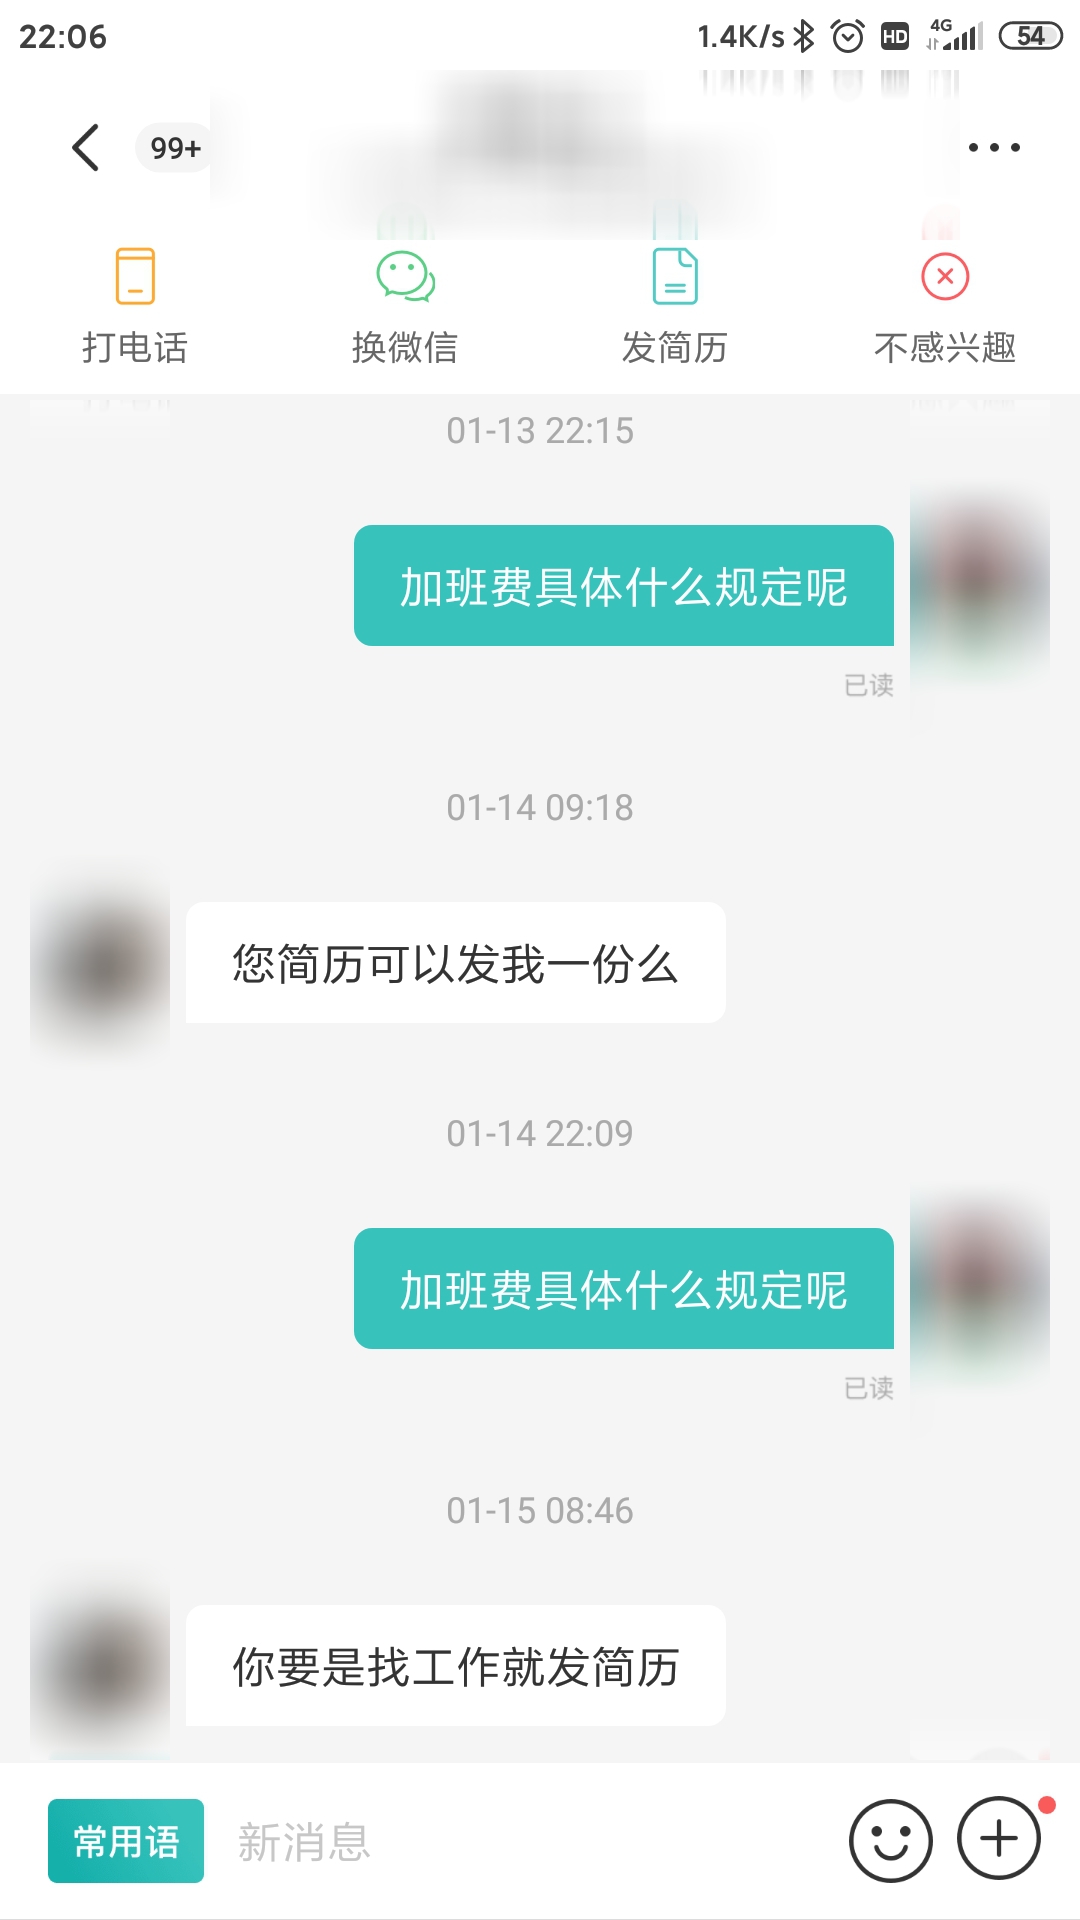 22:06
1.4K/s HD 4G 54
99+
打电话
换微信
发简历
不感兴趣
01-13 22:15
加班费具体什么规定呢
已读
01-14 09:18
您简历可以发我一份么
01-14 22:09
加班费具体什么规定呢
已读
01-15 08:46
你要是找工作就发简历
常用语
新消息